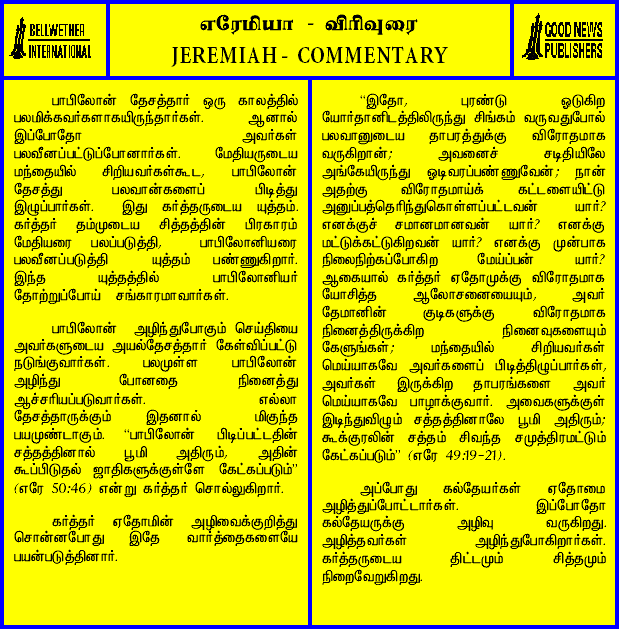 BELLWETHER
INTERNATIONAL
எரேமியா - விரிவுரை
JEREMIAH - COMMENTARY
GOOD NEWS
PUBLISHERS
பாபிலோன் தேசத்தார் ஒரு காலத்தில்
பலமிக்கவர்களாகயிருந்தார்கள். ஆனால்
இப்போதோ அவர்கள்
பலவீனப்பட்டுப்போனார்கள். மேதியருடைய
மந்தையில் சிறியவர்கள்கூட, பாபிலோன்
தேசத்து பலவான்களைப் பிடித்து
இழுப்பார்கள். இது கர்த்தருடைய யுத்தம்.
கர்த்தர் தம்முடைய சித்தத்தின் பிரகாரம்
மேதியரை பலப்படுத்தி, பாபிலோனியரை
பலவீனப்படுத்தி யுத்தம் பண்ணுகிறார்.
இந்த யுத்தத்தில் பாபிலோனியர்
தோற்றுப்போய் சங்காரமாவார்கள்.
பாபிலோன் அழிந்துபோகும் செய்தியை
அவர்களுடைய அயல்தேசத்தார் கேள்விப்பட்டு
நடுங்குவார்கள். பலமுள்ள பாபிலோன்
அழிந்து போனதை நினைத்து
ஆச்சரியப்படுவார்கள். எல்லா
தேசத்தாருக்கும் இதனால் மிகுந்த
பயமுண்டாகும். “பாபிலோன் பிடிப்பட்டதின்
சத்தத்தினால் பூமி அதிரும், அதின்
கூப்பிடுதல் ஜாதிகளுக்குள்ளே கேட்கப்படும்”
(எரே 50:46) என்று கர்த்தர் சொல்லுகிறார்.
கர்த்தர் ஏதோமின் அழிவைக்குறித்து
சொன்னபோது இதே வார்த்தைகளையே
பயன்படுத்தினார்.
“இதோ, புரண்டு ஓடுகிற
யோர்தானிடத்திலிருந்து சிங்கம் வருவதுபோல்
பலவானுடைய தாபரத்துக்கு விரோதமாக
வருகிறான்; அவனைச் சடிதியிலே
அங்கேயிருந்து ஓடிவரப்பண்ணுவேன்; நான்
அதற்கு விரோதமாய்க் கட்டளையிட்டு
அனுப்பத்தெரிந்துகொள்ளப்பட்டவன் யார்?
எனக்குச் சமானமானவன் யார்? எனக்கு
மட்டுக்கட்டுகிறவன் யார்? எனக்கு முன்பாக
நிலைநிற்கப்போகிற மேய்ப்பன் யார்?
ஆகையால் கர்த்தர் ஏதோமுக்கு விரோதமாக
யோசித்த ஆலோசனையையும், அவர்
தேமானின் குடிகளுக்கு விரோதமாக
நினைத்திருக்கிற நினைவுகளையும்
கேளுங்கள்; மந்தையில் சிறியவர்கள்
மெய்யாகவே அவர்களைப் பிடித்திழுப்பார்கள்,
அவர்கள் இருக்கிற தாபரங்களை அவர்
மெய்யாகவே பாழாக்குவார். அவைகளுக்குள்
இடிந்துவிழும் சத்தத்தினாலே பூமி அதிரும்;
கூக்குரலின் சத்தம் சிவந்த சமுத்திரமட்டும்
கேட்கப்படும்” (எரே 49:19-21).
அப்போது கல்தேயர்கள் ஏதோமை
அழித்துப்போட்டார்கள். இப்போதோ
கல்தேயருக்கு அழிவு வருகிறது.
அழித்தவர்கள் அழிந்துபோகிறார்கள்.
கர்த்தருடைய திட்டமும் சித்தமும்
நிறைவேறுகிறது.